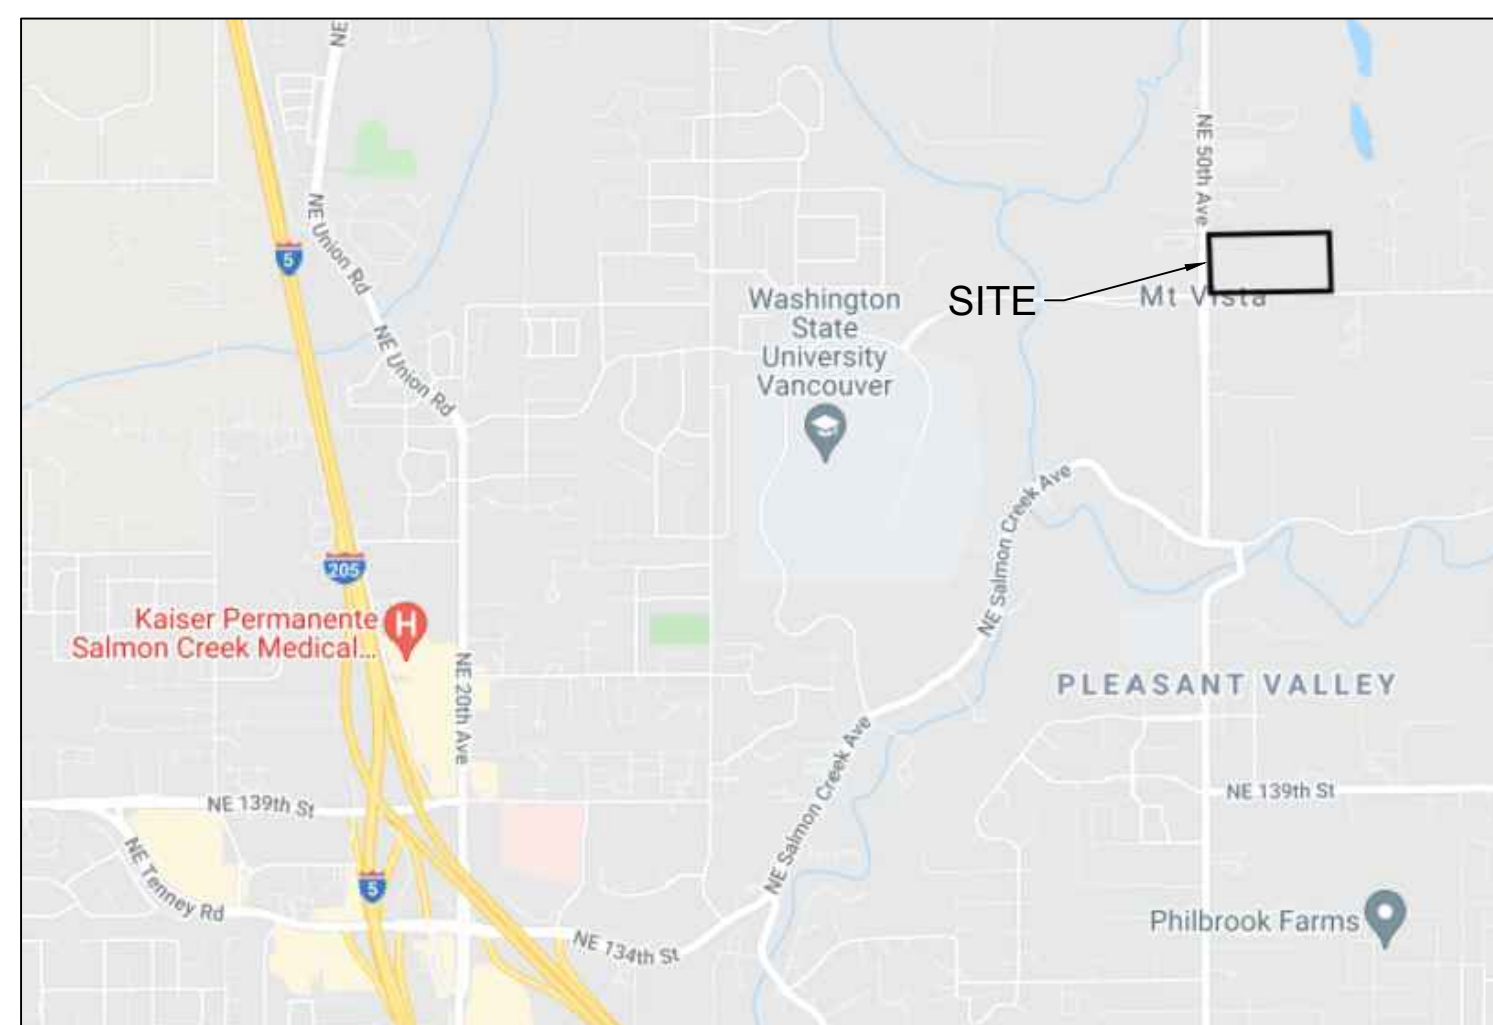 NE
NE 50th Ave
NE Union Rd
5
Washington
State
University
Vancouver
SITE
Mt Vista
NE Union Rd
NE Salmon Creek Ave
205
Kaiser Permanente
Salmon Creek Medical...
H
NE 20th Ave
PLEASANT VALLEY
NE Salmon Creek Ave
NE 139th St
NE 139th St
NE Tenney Rd
5
Philbrook Farms
NE 134th St